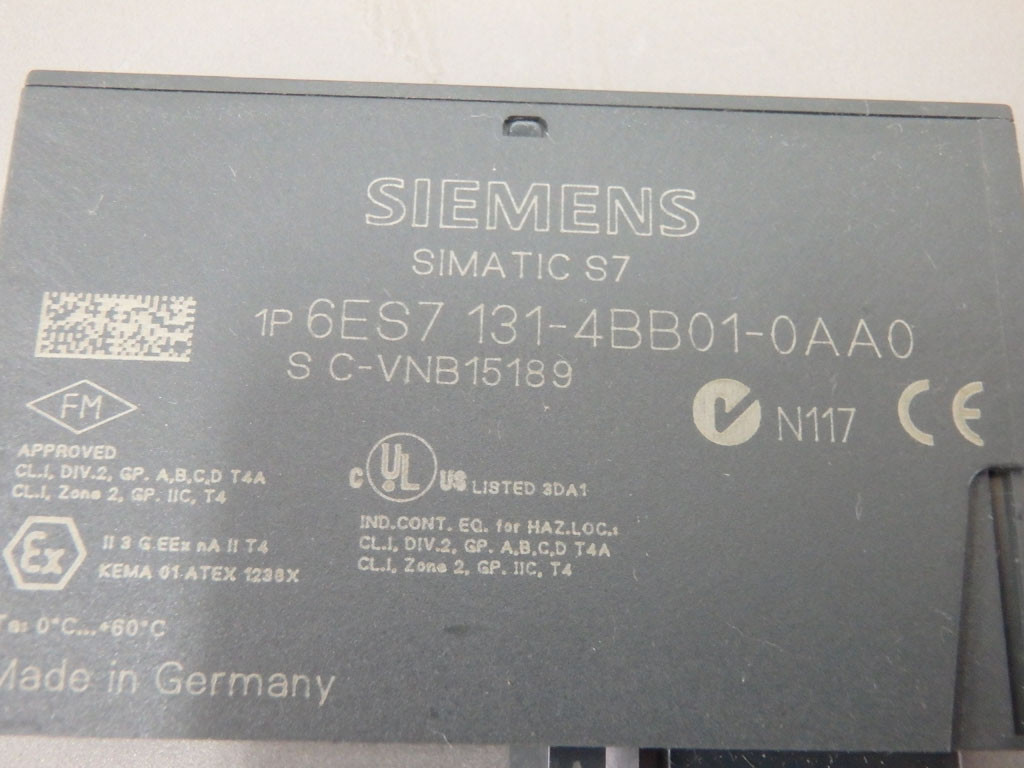 SIEMENS
SIMATIC S7
1P 6ES7 131-4BB01-0AA0
S C-VNB15189
FM
N117
CE
APPROVED
CL.I, DIV.2, GP. A,B,C,D T4A
CL.I, Zone 2, GP. IIC, T4
C UL US LISTED 3DA1
IND.CONT. EQ. for HAZ.LOC.:
CL.I, DIV.2, GP. A,B,C,D T4A
CL.I, Zone 2, GP. IIC, T4
Ex
II 3 G EEx nA II T4
KEMA 01 ATEX 1238X
Ta: 0°C...+60°C
Made in Germany